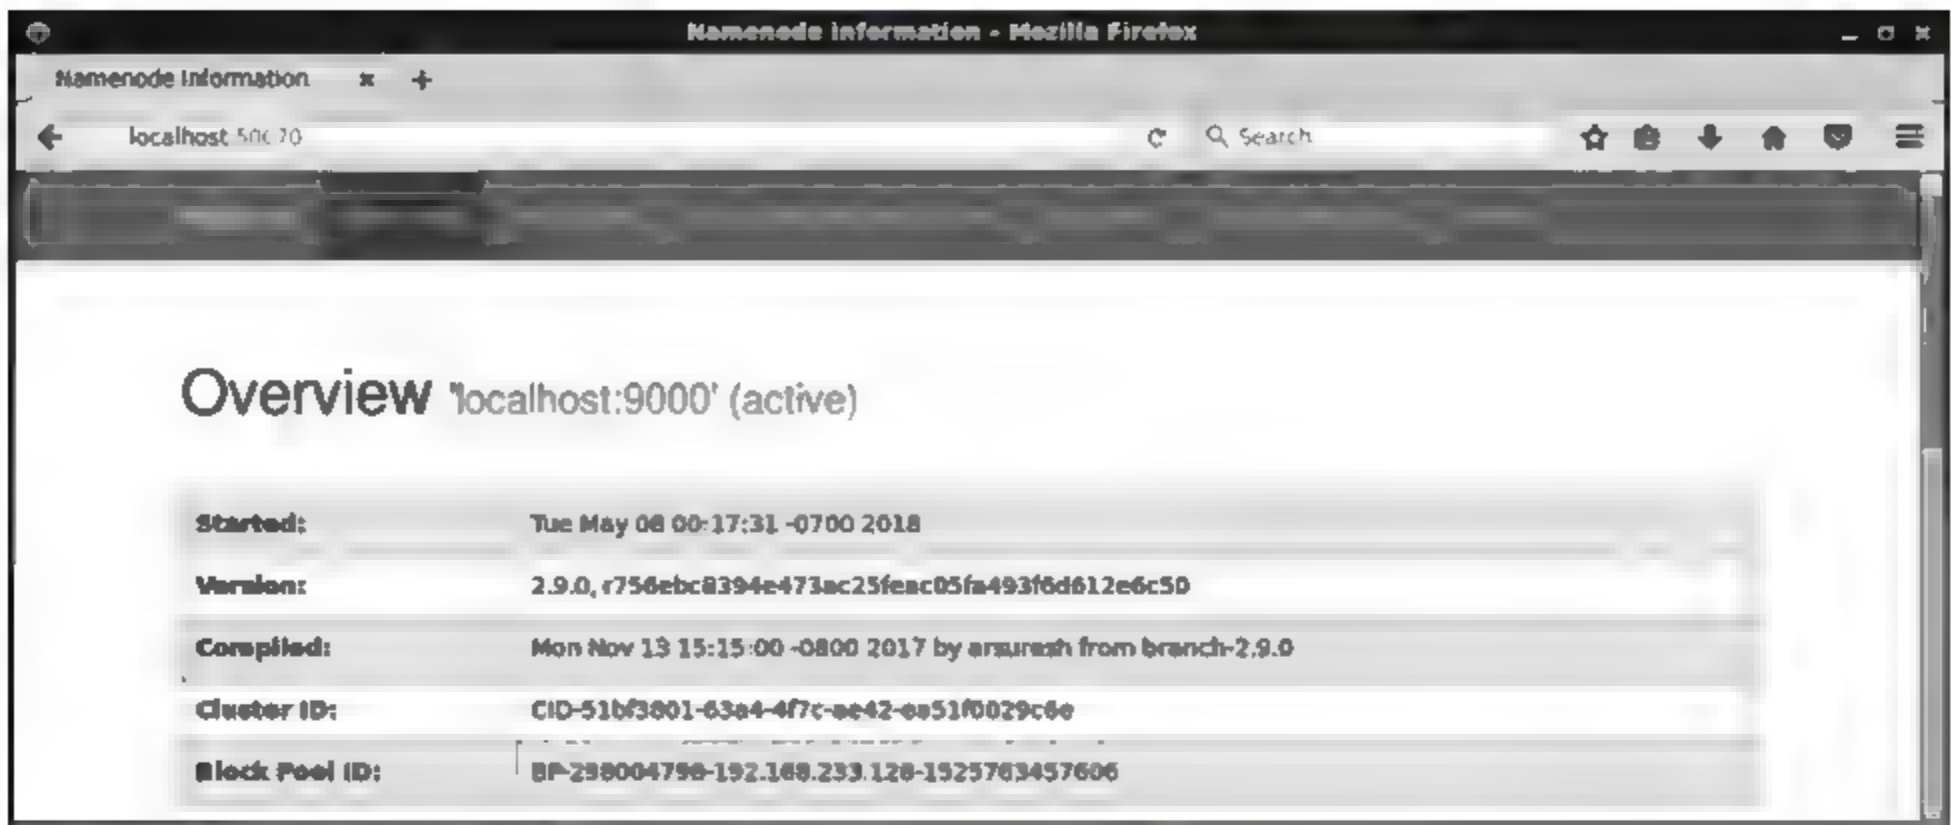 Namenode information - Mozilla Firefox
Namenode information
localhost:50070
Search
Overview 'localhost:9000' (active)
Started: Tue May 08 00:17:31 -0700 2018
Version: 2.9.0, r756ebc8394e473ac25feac05fa493f6d612e6c50
Compiled: Mon Nov 13 15:15:00 -0800 2017 by arsuresh from branch-2.9.0
Cluster ID: CID-51bf3801-63a4-4f7c-ae42-ea51f0029c6e
Block Pool ID: BP-298004798-192.168.233.128-1525763457606